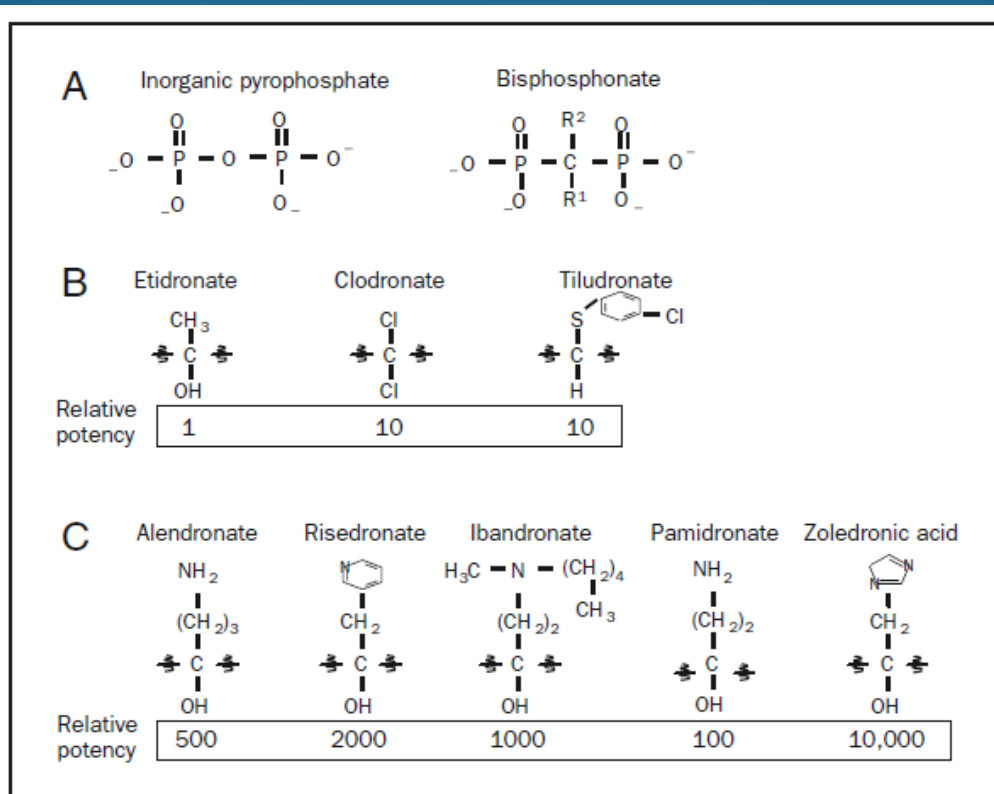 A
Inorganic pyrophosphate
Bisphosphonate
O O O R² O
_O P O P O⁻ _O P C P O⁻
_O O_ _O R¹ O_
B
Etidronate Clodronate Tiludronate
CH₃ Cl S Cl
C C C
OH Cl H
Relative potency
1 10 10
C
Alendronate Risedronate Ibandronate Pamidronate Zoledronic acid
NH₂ N H₃C N (CH₂)₄ NH₂ N N
(CH₂)₃ CH₂ (CH₂)₂ CH₃ (CH₂)₂ CH₂
C C C C C
OH OH OH OH OH
Relative potency
500 2000 1000 100 10,000